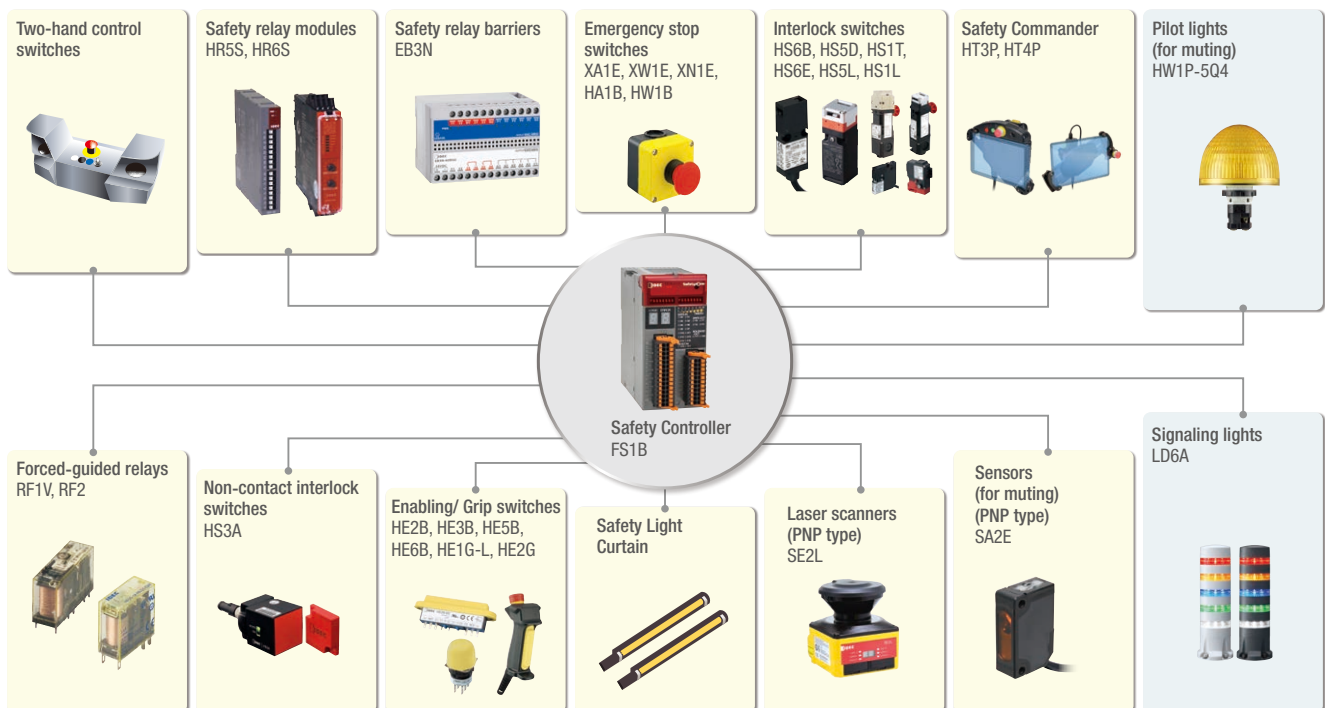 Two-hand control
switches
Safety relay modules
HR5S, HR6S
Safety relay barriers
EB3N
Emergency stop
switches
XA1E, XW1E, XN1E,
HA1B, HW1B
Interlock switches
HS6B, HS5D, HS1T,
HS6E, HS5L, HS1L
Safety Commander
HT3P, HT4P
Pilot lights
(for muting)
HW1P-5Q4
Safety Controller
FS1B
Forced-guided relays
RF1V, RF2
Non-contact interlock
switches
HS3A
Enabling/ Grip switches
HE2B, HE3B, HE5B,
HE6B, HE1G-L, HE2G
Safety Light
Curtain
Laser scanners
(PNP type)
SE2L
Sensors
(for muting)
(PNP type)
SA2E
Signaling lights
LD6A